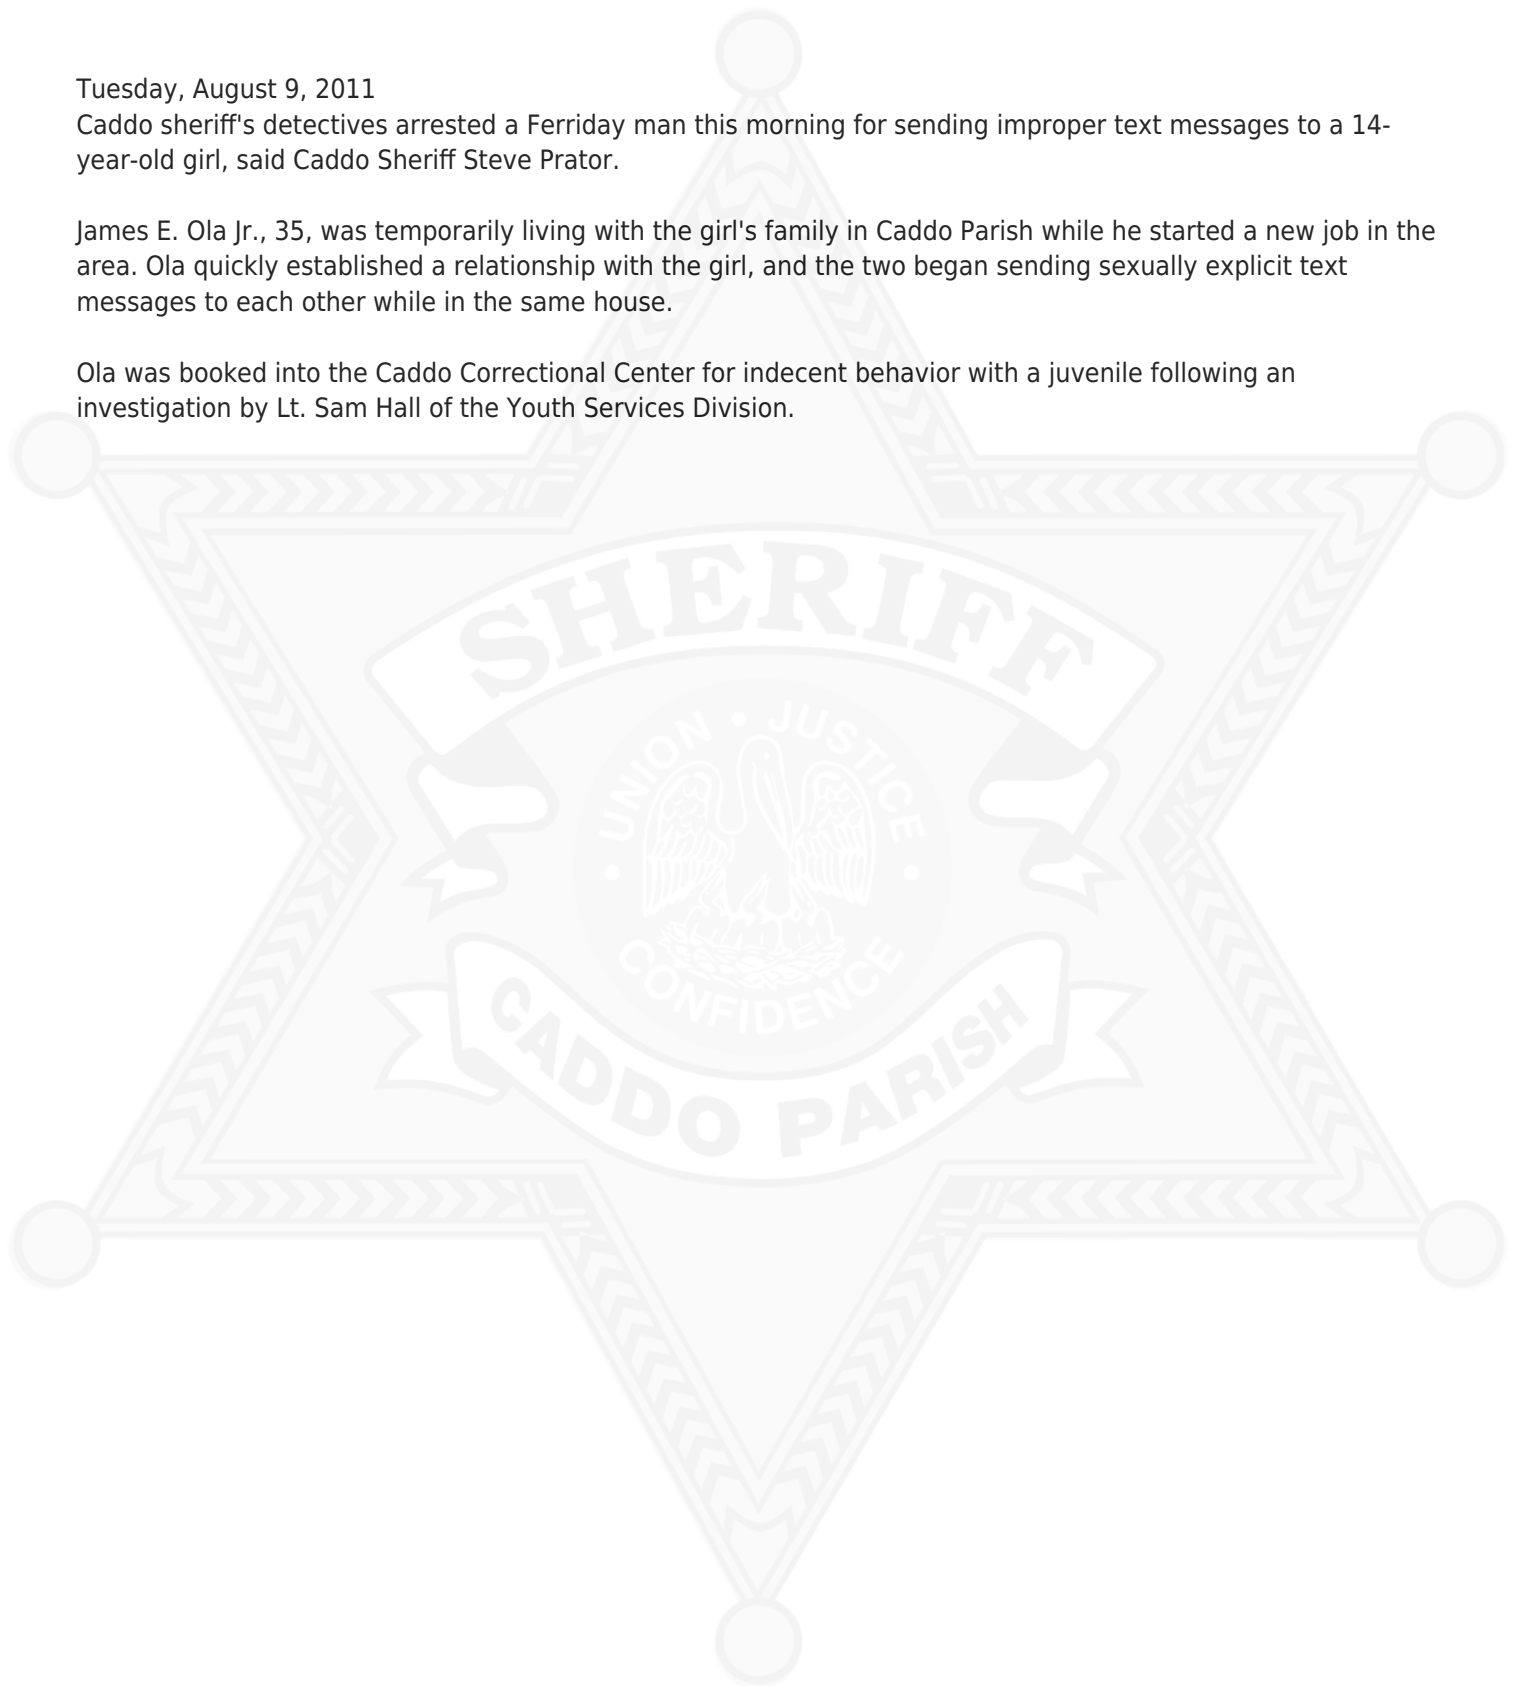 Tuesday, August 9, 2011
Caddo sheriff's detectives arrested a Ferriday man this morning for sending improper text messages to a 14-
year-old girl, said Caddo Sheriff Steve Prator.
James E. Ola Jr., 35, was temporarily living with the girl's family in Caddo Parish while he started a new job in the
area. Ola quickly established a relationship with the girl, and the two began sending sexually explicit text
messages to each other while in the same house.
Ola was booked into the Caddo Correctional Center for indecent behavior with a juvenile following an
investigation by Lt. Sam Hall of the Youth Services Division.
SHERIFF
UNION • JUSTICE
• CONFIDENCE •
CADDO PARISH